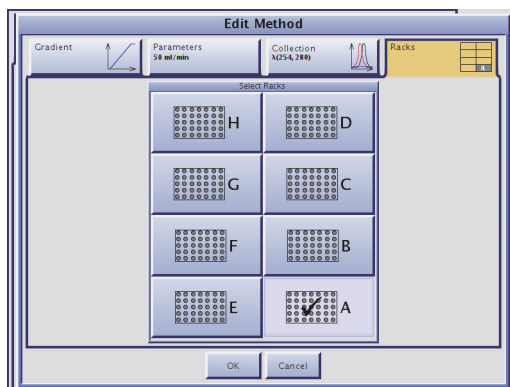 Edit Method
Gradient
Parameters
50 ml/min
Collection
λ(254, 280)
Racks
A
Select Racks
H
D
G
C
F
B
E
A
OK
Cancel